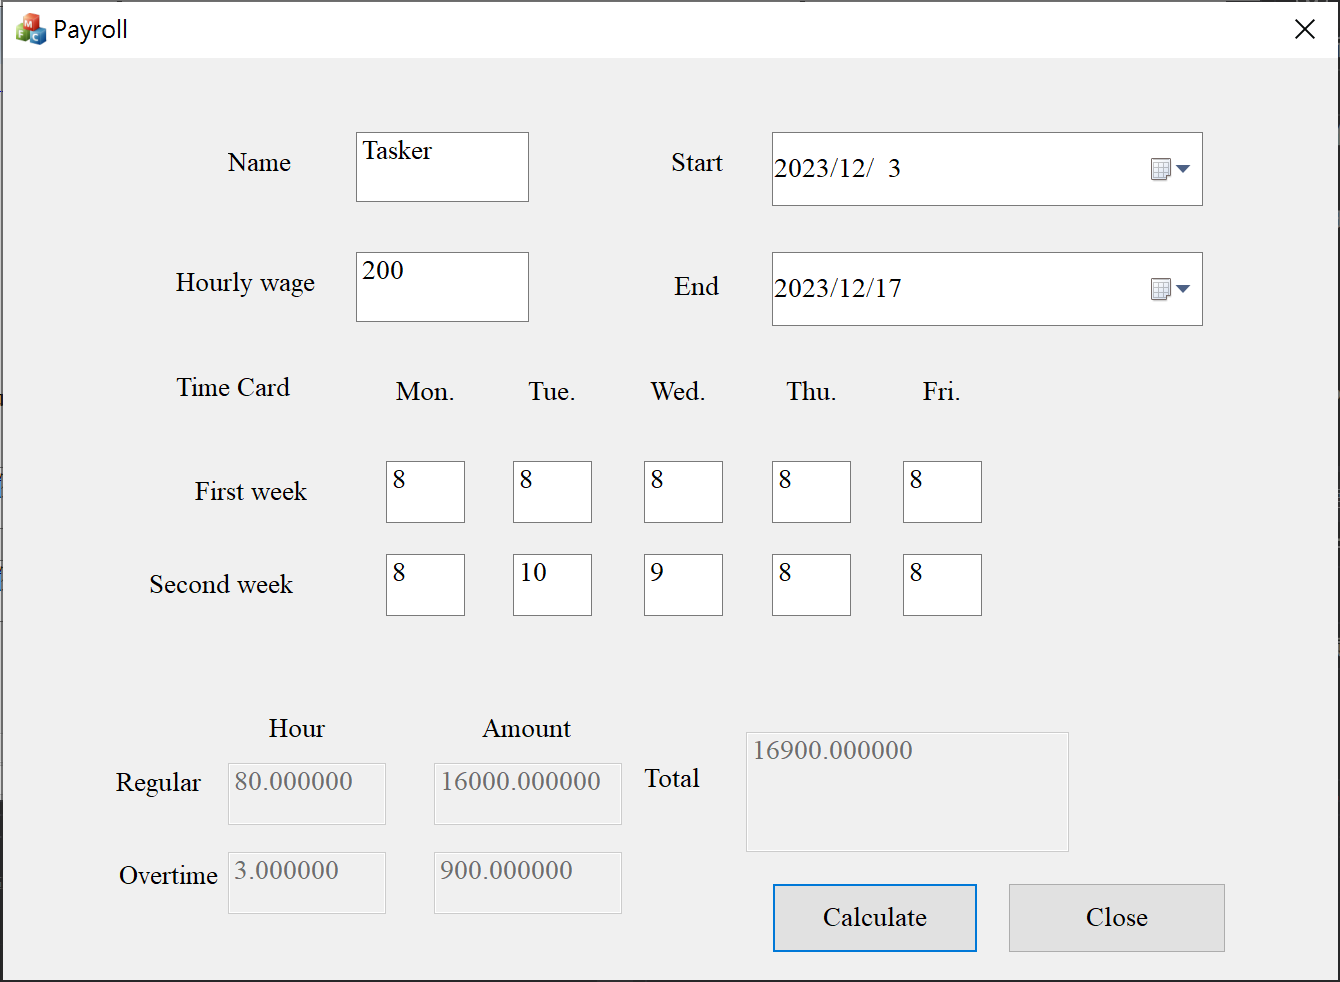 Payroll
Name Tasker Start 2023/12/ 3
Hourly wage 200 End 2023/12/17
Time Card Mon. Tue. Wed. Thu. Fri.
First week 8 8 8 8 8
Second week 8 10 9 8 8
Hour Amount
Regular 80.000000 16000.000000 Total 16900.000000
Overtime 3.000000 900.000000
Calculate Close